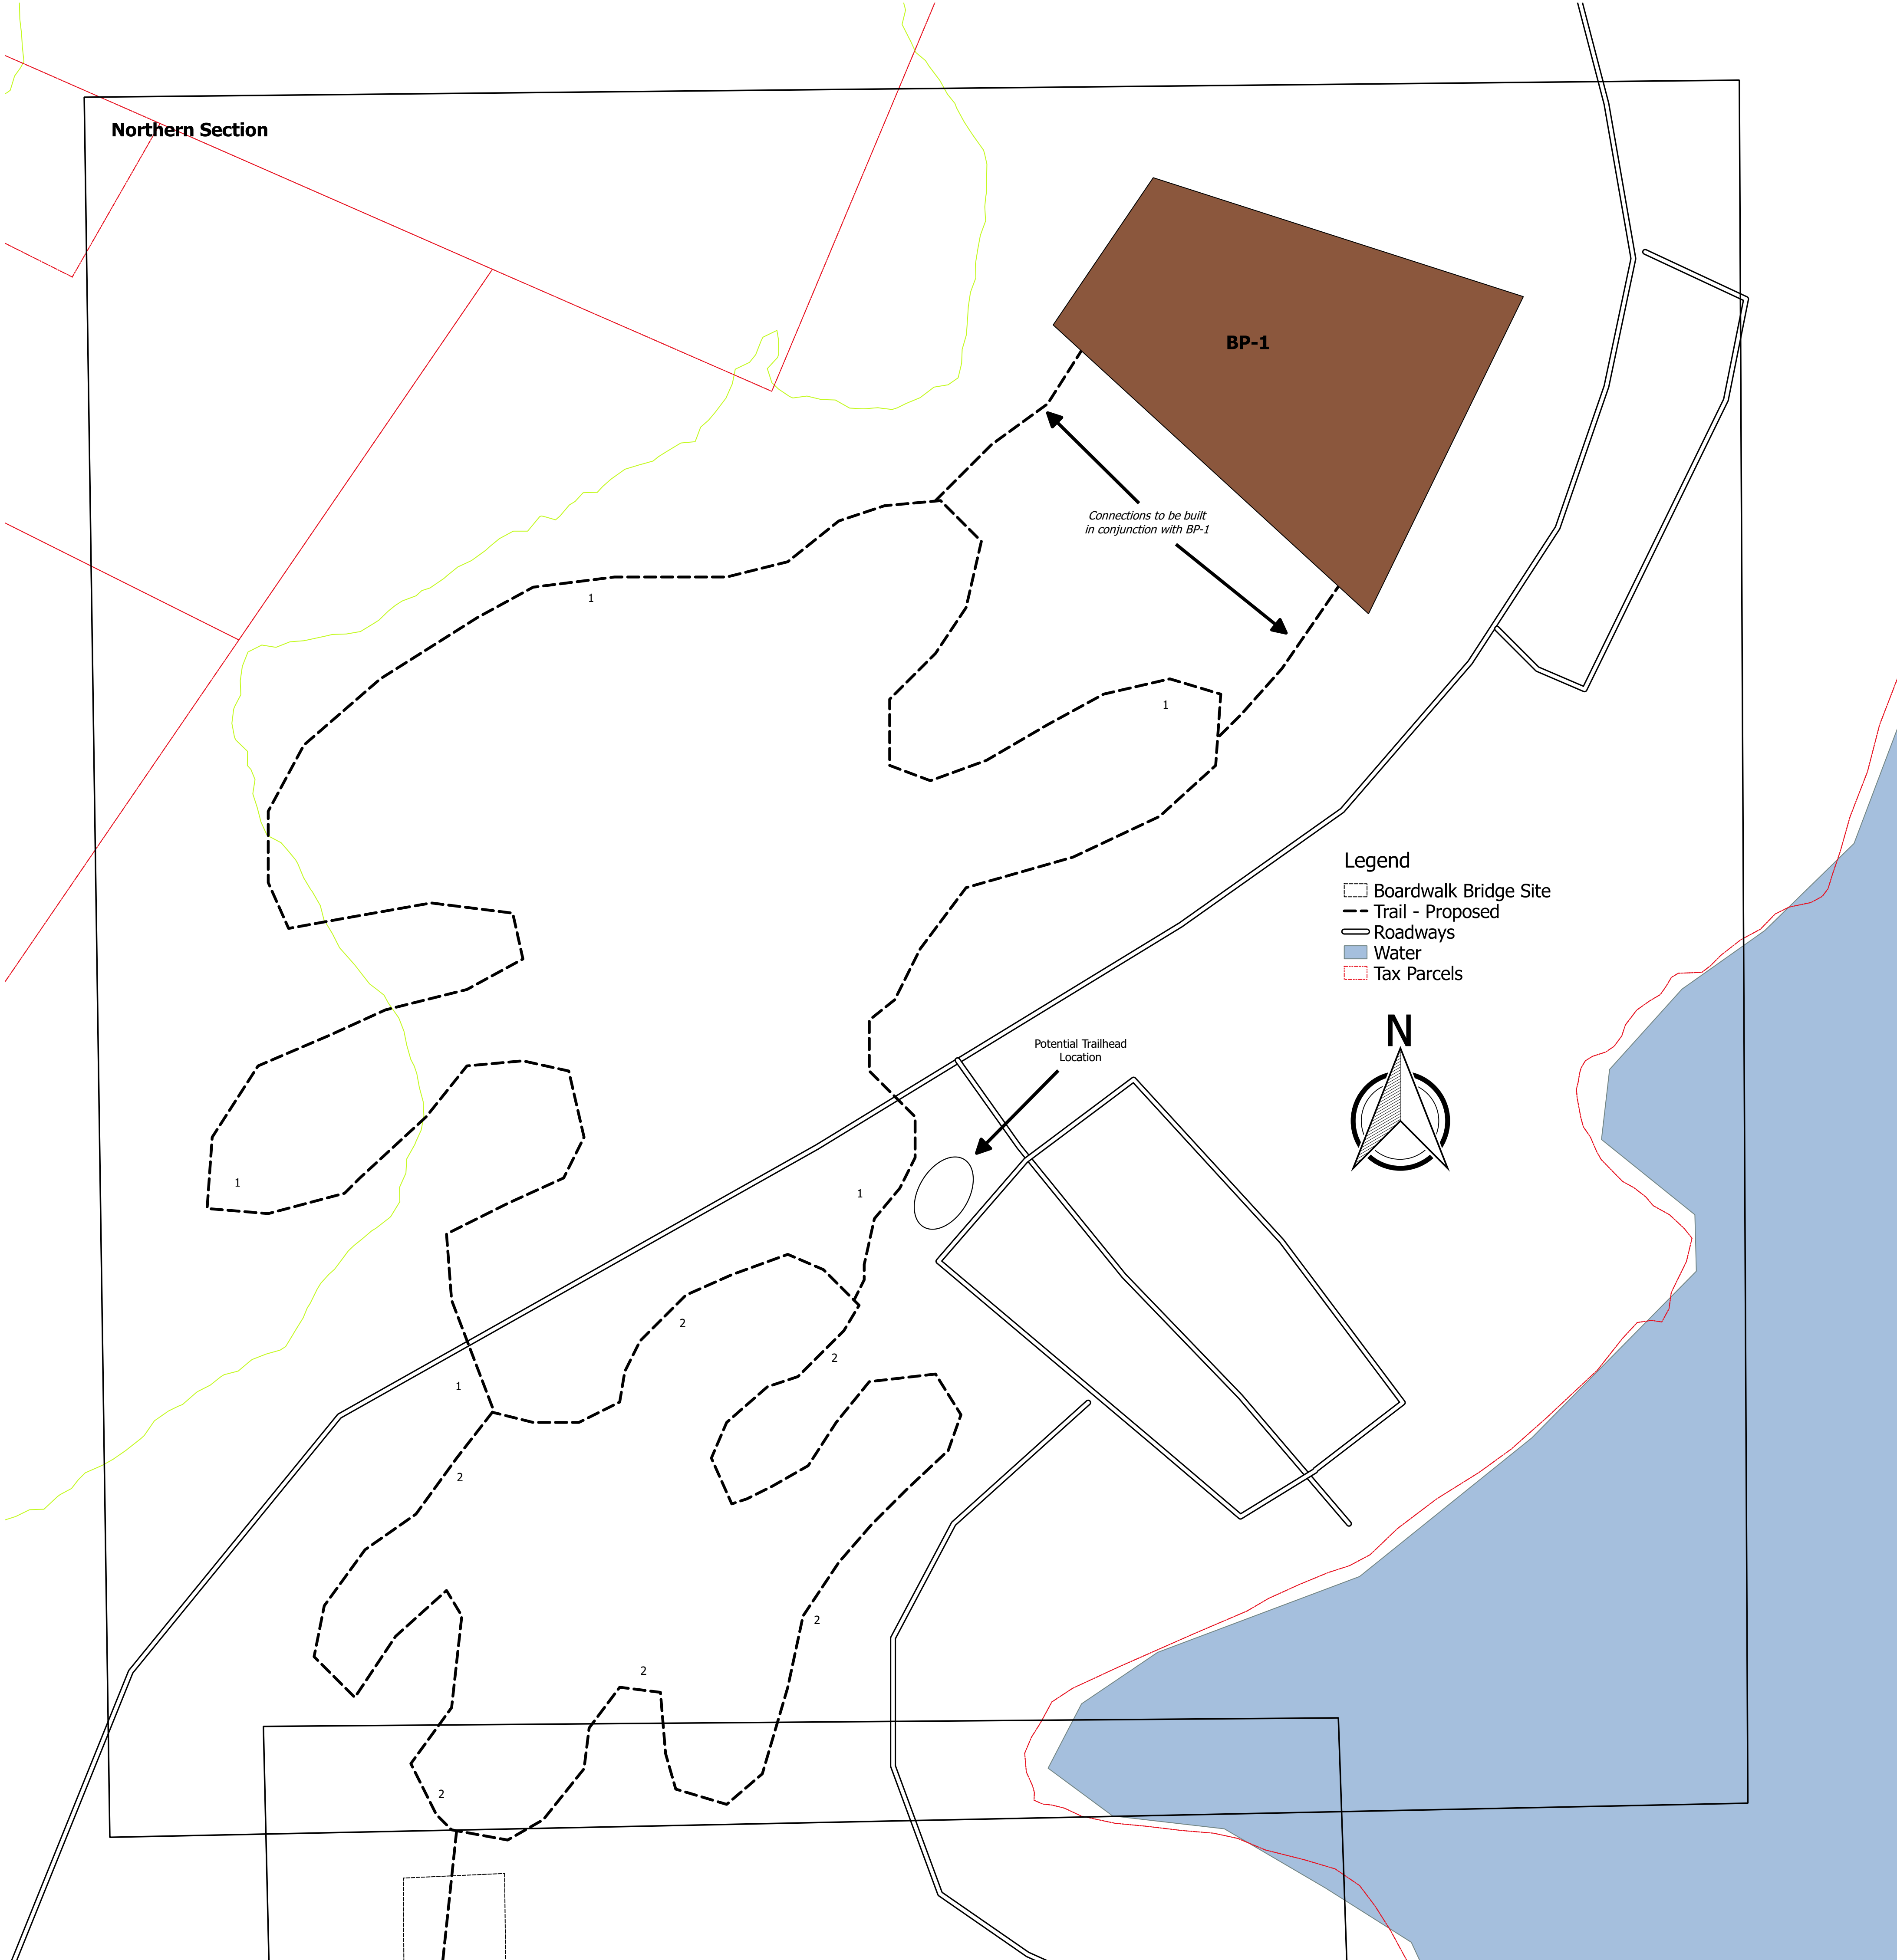 Northern Section
BP-1
Connections to be built
in conjunction with BP-1
1
1
Legend
Boardwalk Bridge Site
Trail - Proposed
Roadways
Water
Tax Parcels
N
Potential Trailhead
Location
1
1
2
2
1
2
2
2
2